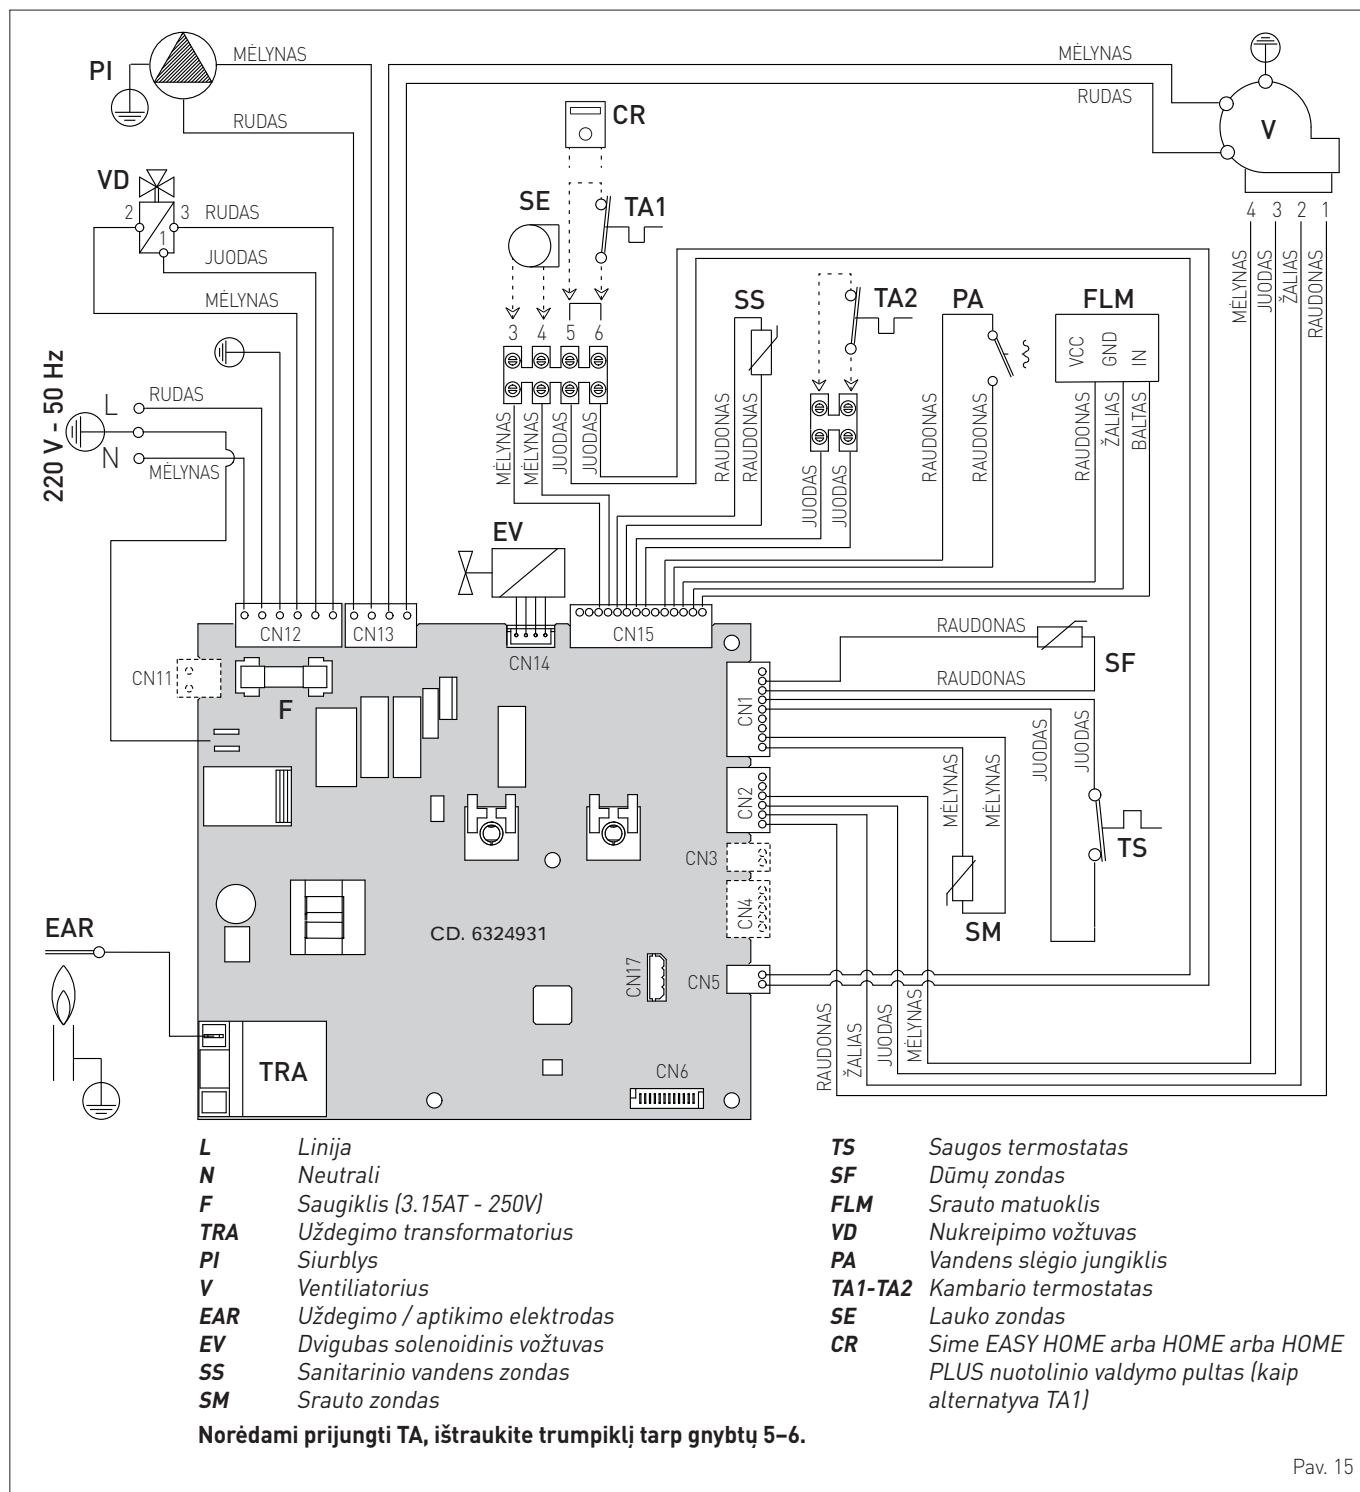 PI
MĖLYNAS
RUDAS
CR
MĖLYNAS
RUDAS
V
VD
2
3
1
RUDAS
JUODAS
MĖLYNAS
SE
TA1
4
3
2
1
MĖLYNAS
JUODAS
ŽALIAS
RAUDONAS
3
4
5
6
SS
TA2
PA
FLM
VCC
GND
IN
220 V - 50 Hz
L
RUDAS
N
MĖLYNAS
MĖLYNAS
MĖLYNAS
JUODAS
JUODAS
RAUDONAS
RAUDONAS
JUODAS
JUODAS
RAUDONAS
RAUDONAS
RAUDONAS
ŽALIAS
BALTAS
EV
CN12
CN13
CN14
CN15
CN11
F
CN1
RAUDONAS
SF
RAUDONAS
JUODAS
JUODAS
MĖLYNAS
MĖLYNAS
CN2
TS
CN3
CN4
SM
EAR
CD. 6324931
CN17
CN5
RAUDONAS
ŽALIAS
JUODAS
MĖLYNAS
TRA
CN6
L Linija
N Neutrali
F Saugiklis (3.15AT - 250V)
TRA Uždegimo transformatorius
PI Siurblys
V Ventiliatorius
EAR Uždegimo / aptikimo elektrodas
EV Dvigubas solenoidinis vožtuvas
SS Sanitarinio vandens zondas
SM Srauto zondas
TS Saugos termostatas
SF Dūmų zondas
FLM Srauto matuoklis
VD Nukreipimo vožtuvas
PA Vandens slėgio jungiklis
TA1-TA2 Kambario termostatas
SE Lauko zondas
CR Sime EASY HOME arba HOME arba HOME
PLUS nuotolinio valdymo pultas (kaip
alternatyva TA1)
Norėdami prijungti TA, ištraukite trumpiklį tarp gnybtų 5–6.
Pav. 15